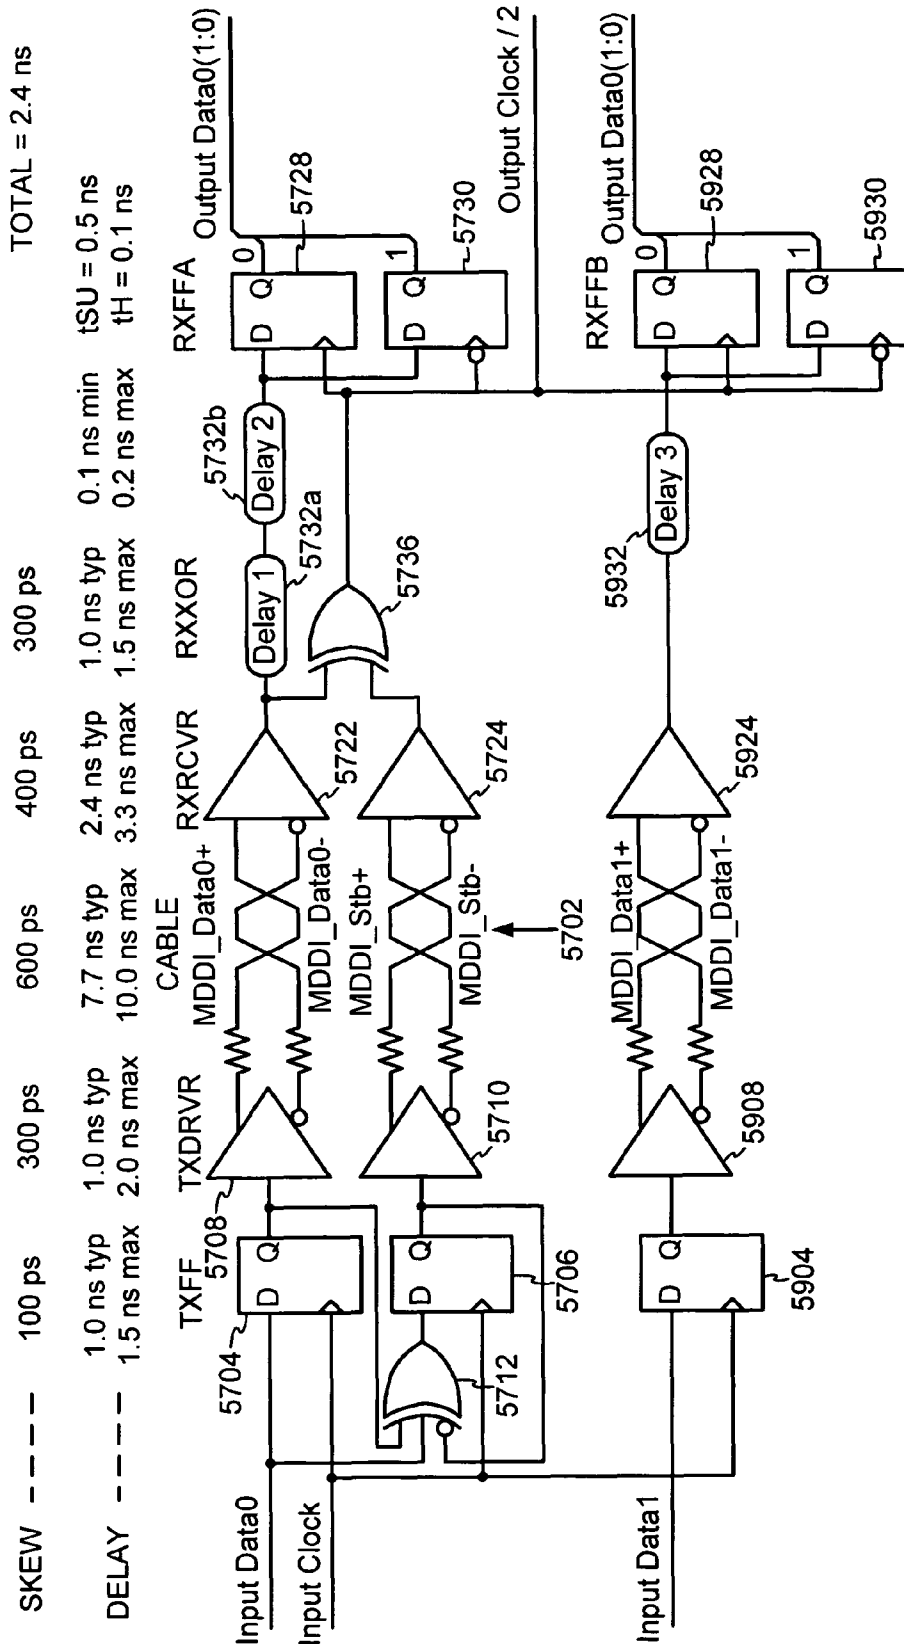 SKEW ---- 100 ps 300 ps 600 ps 400 ps 300 ps TOTAL = 2.4 ns
DELAY ---- 1.0 ns typ 1.0 ns typ 7.7 ns typ 2.4 ns typ 1.0 ns typ 0.1 ns min tSU = 0.5 ns
1.5 ns max 2.0 ns max 10.0 ns max 3.3 ns max 1.5 ns max 0.2 ns max tH = 0.1 ns
TXFF TXDRVR CABLE RXRCVR RXXOR RXFFA
Input Data0
Input Clock
5704
D Q
5708
MDDI_Data0+
MDDI_Data0-
5722
Delay 1
5732a
Delay 2
5732b
D Q
0
5728
Output Data0(1:0)
5712
D Q
5706
5710
MDDI_Stb+
MDDI_Stb-
5702
5724
5736
D Q
1
5730
Output Clock / 2
Input Data1
D Q
5904
5908
MDDI_Data1+
MDDI_Data1-
5924
5932
Delay 3
RXFFB
D Q
0
5928
Output Data0(1:0)
D Q
1
5930